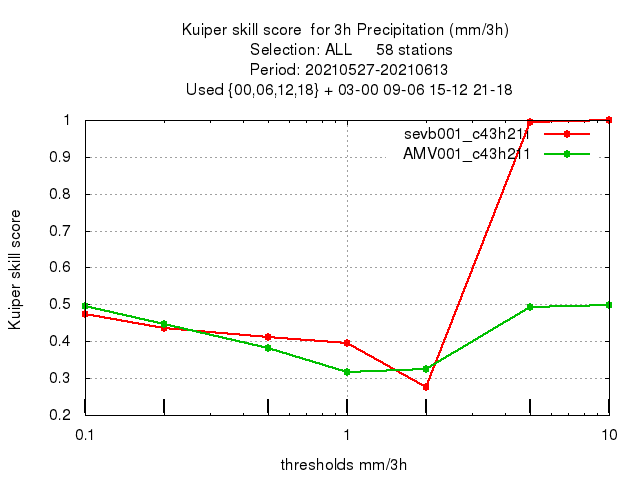 Kuiper skill score  for 3h Precipitation (mm/3h)
Selection: ALL     58 stations
Period: 20210527-20210613
Used {00,06,12,18} + 03-00 09-06 15-12 21-18
sevb001_c43h211
AMV001_c43h211
1
0.9
0.8
0.7
0.6
0.5
0.4
0.3
0.2
Kuiper skill score
0.1 1 10
thresholds mm/3h